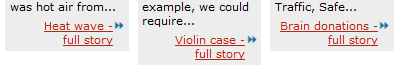 was hot air from...
Heat wave -
full story
example, we could
require...
Violin case -
full story
Traffic, Safe...
Brain donations -
full story